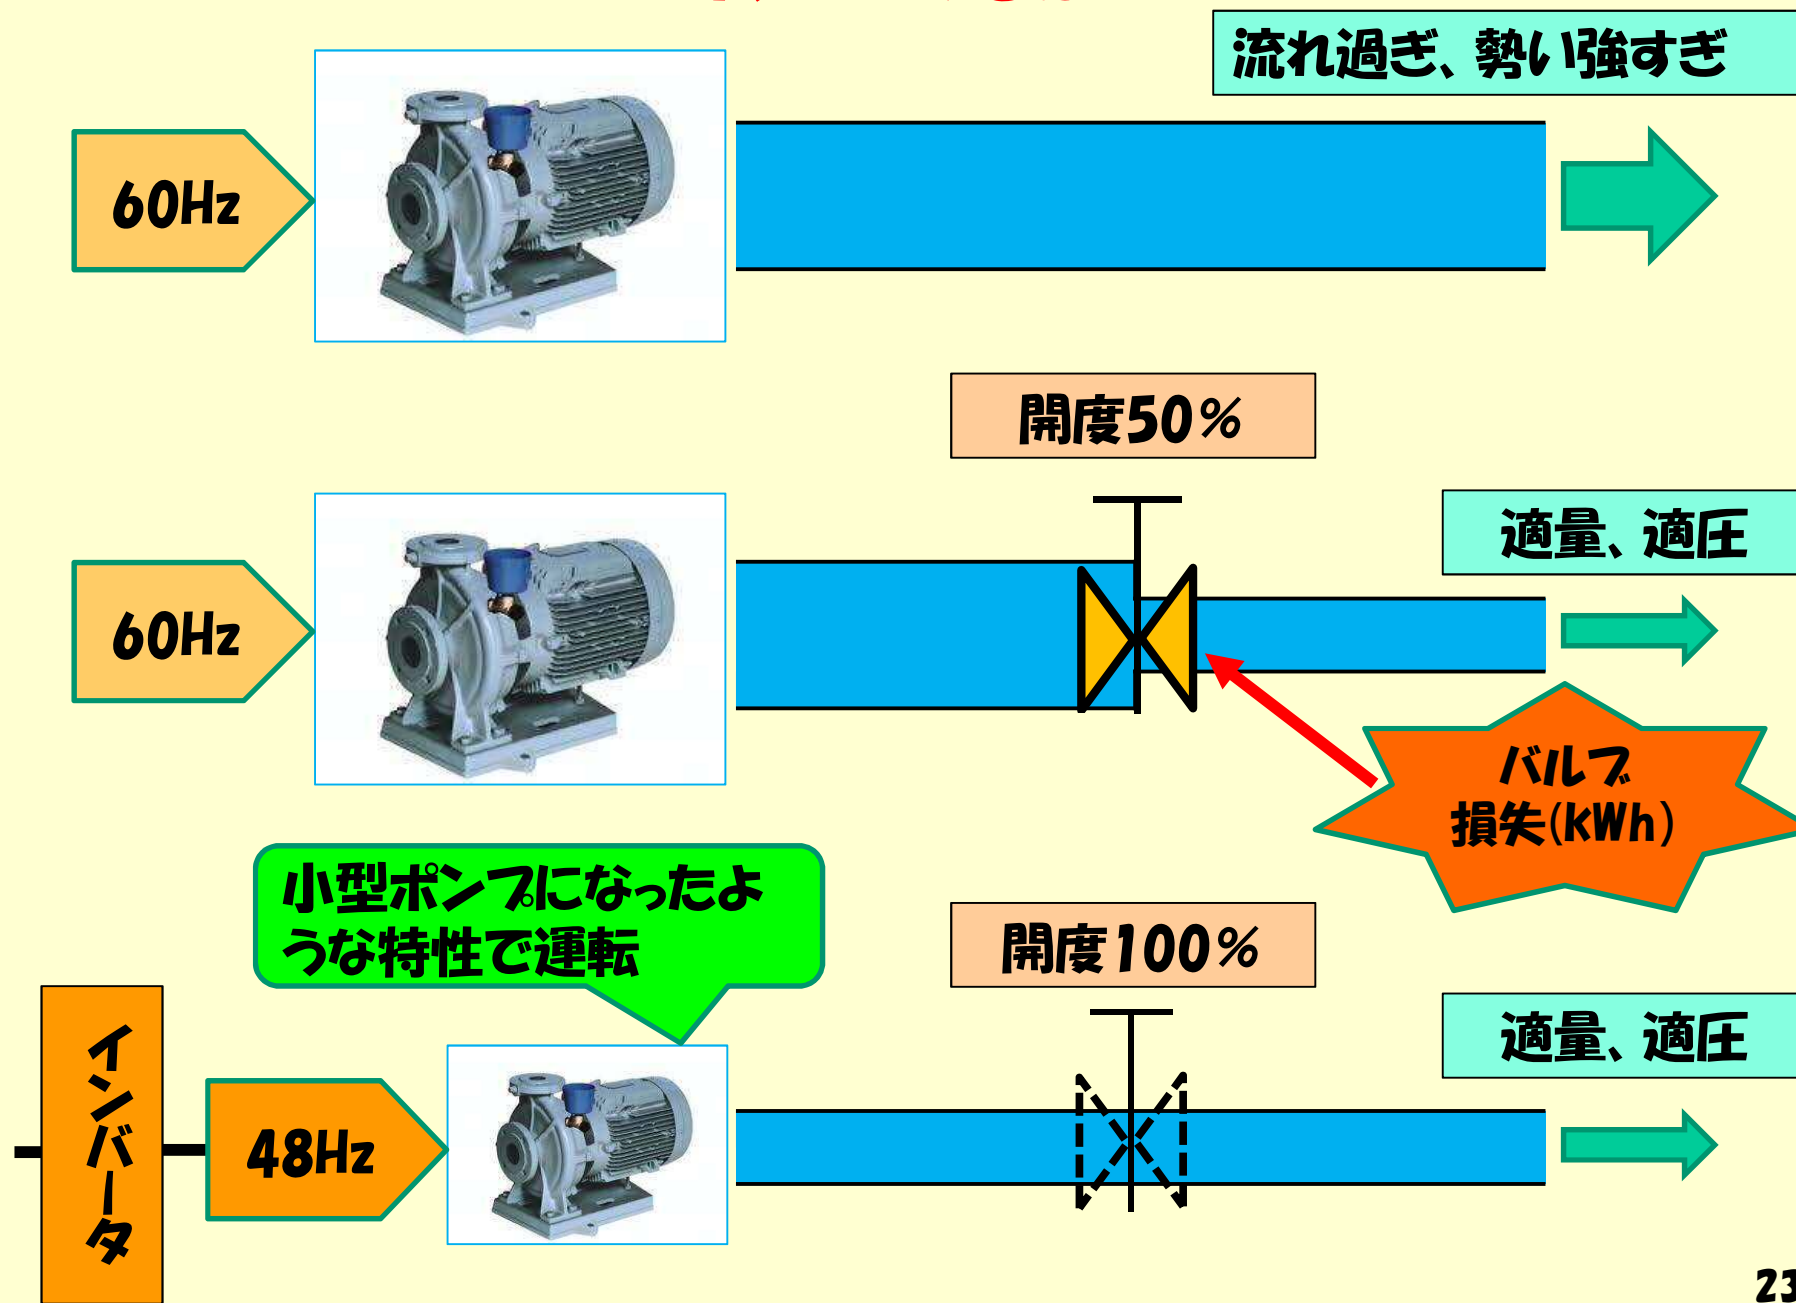 流れ過ぎ、勢い強すぎ
60Hz
開度50%
適量、適圧
60Hz
バルブ
損失(kWh)
小型ポンプになったよ
うな特性で運転
開度100%
適量、適圧
インバータ
48Hz
23